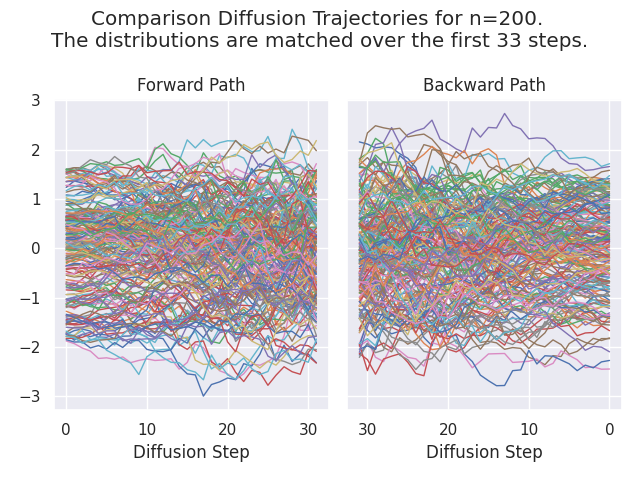 Comparison Diffusion Trajectories for n=200.
The distributions are matched over the first 33 steps.
Forward Path
Backward Path
3
2
1
0
−1
−2
−3
0 10 20 30
30 20 10 0
Diffusion Step
Diffusion Step